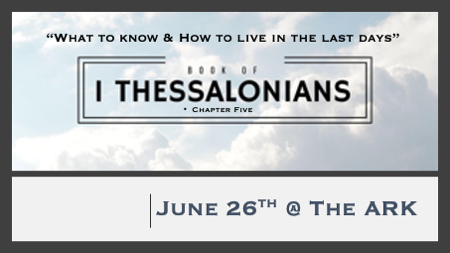 “What to know & How to live in the last days”
BOOK OF
I THESSALONIANS
• Chapter Five
June 26TH @ The ARK